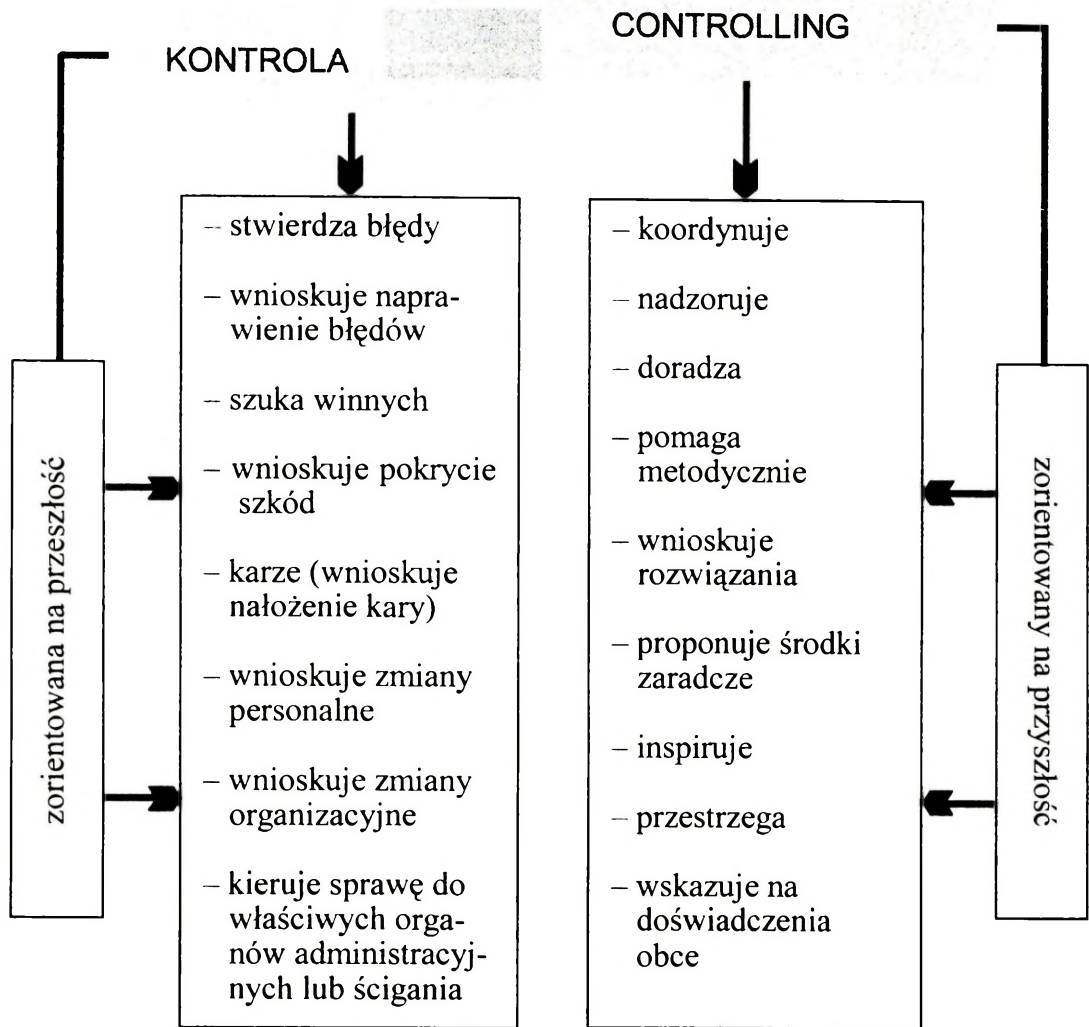 KONTROLA
– stwierdza błędy
– wnioskuje napra-
wienie błędów
– szuka winnych
– wnioskuje pokrycie
szkód
– karze (wnioskuje
nałożenie kary)
– wnioskuje zmiany
personalne
– wnioskuje zmiany
organizacyjne
– kieruje sprawę do
właściwych orga-
nów administracyj-
nych lub ścigania
zorientowana na przeszłość
CONTROLLING
– koordynuje
– nadzoruje
– doradza
– pomaga
metodycznie
– wnioskuje
rozwiązania
– proponuje środki
zaradcze
– inspiruje
– przestrzega
– wskazuje na
doświadczenia
obce
zorientowany na przyszłość